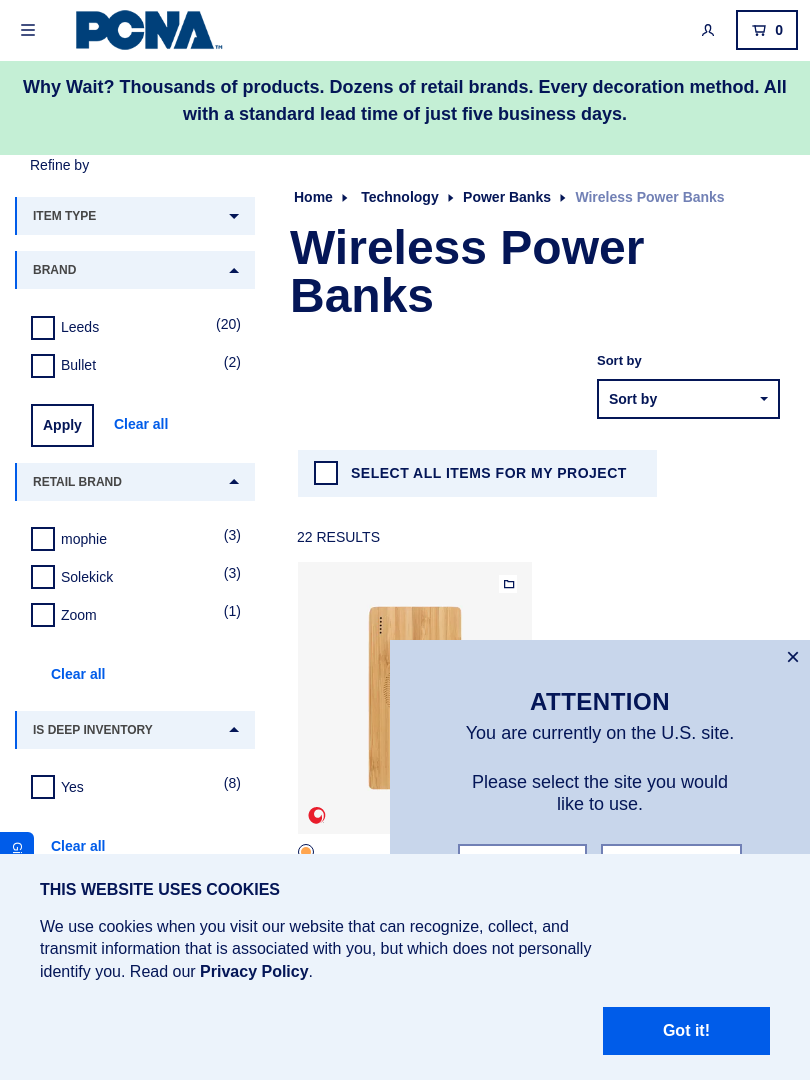 PCNA™
0
Why Wait? Thousands of products. Dozens of retail brands. Every decoration method. All
with a standard lead time of just five business days.
Refine by
ITEM TYPE
BRAND
Leeds (20)
Bullet (2)
Apply Clear all
RETAIL BRAND
mophie (3)
Solekick (3)
Zoom (1)
Clear all
IS DEEP INVENTORY
Yes (8)
Clear all
Home Technology Power Banks Wireless Power Banks
Wireless Power
Banks
Sort by
Sort by
SELECT ALL ITEMS FOR MY PROJECT
22 RESULTS
ATTENTION
You are currently on the U.S. site.
Please select the site you would
like to use.
THIS WEBSITE USES COOKIES
We use cookies when you visit our website that can recognize, collect, and
transmit information that is associated with you, but which does not personally
identify you. Read our Privacy Policy.
Got it!